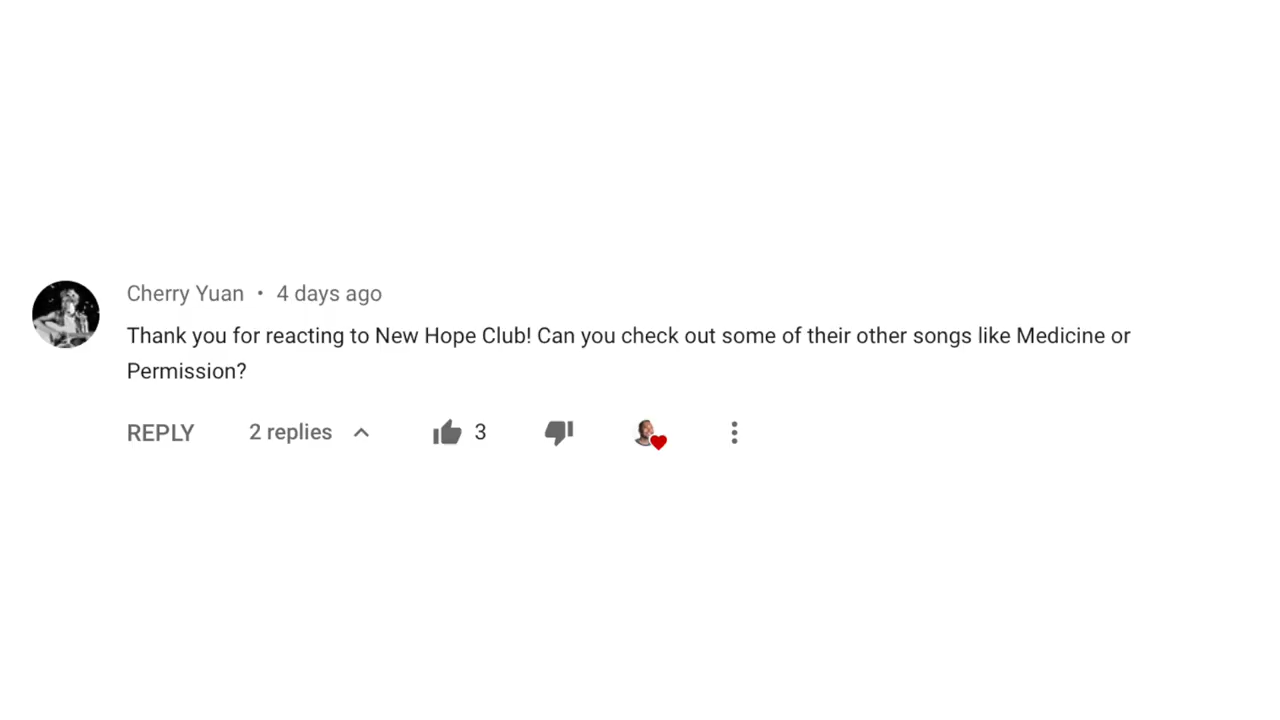 Cherry Yuan • 4 days ago
Thank you for reacting to New Hope Club! Can you check out some of their other songs like Medicine or
Permission?
REPLY 2 replies 3